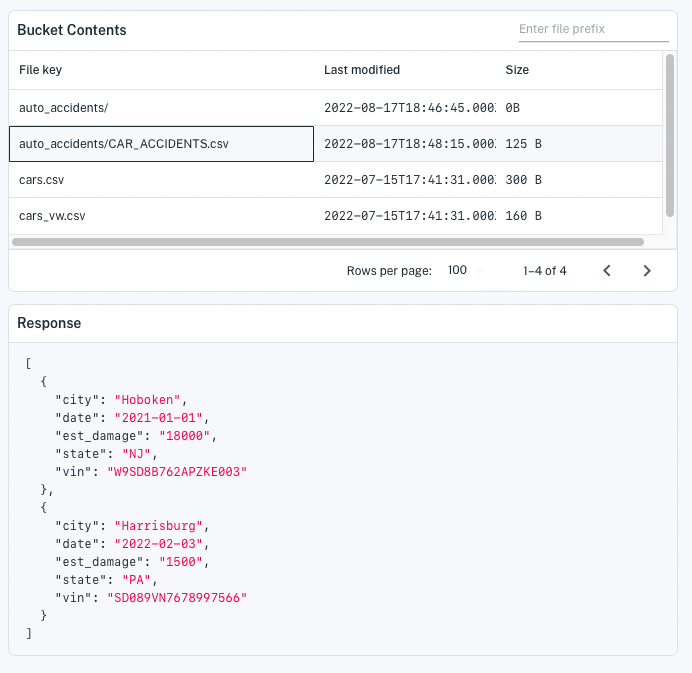 Bucket Contents
Enter file prefix
File key Last modified Size
auto_accidents/ 2022-08-17T18:46:45.000 0B
auto_accidents/CAR_ACCIDENTS.csv 2022-08-17T18:48:15.000 125 B
cars.csv 2022-07-15T17:41:31.000 300 B
cars_vw.csv 2022-07-15T17:41:31.000 160 B
Rows per page: 100 1–4 of 4
Response
[
{
"city": "Hoboken",
"date": "2021-01-01",
"est_damage": "18000",
"state": "NJ",
"vin": "W9SD8B762APZKE003"
},
{
"city": "Harrisburg",
"date": "2022-02-03",
"est_damage": "1500",
"state": "PA",
"vin": "SD089VN7678997566"
}
]